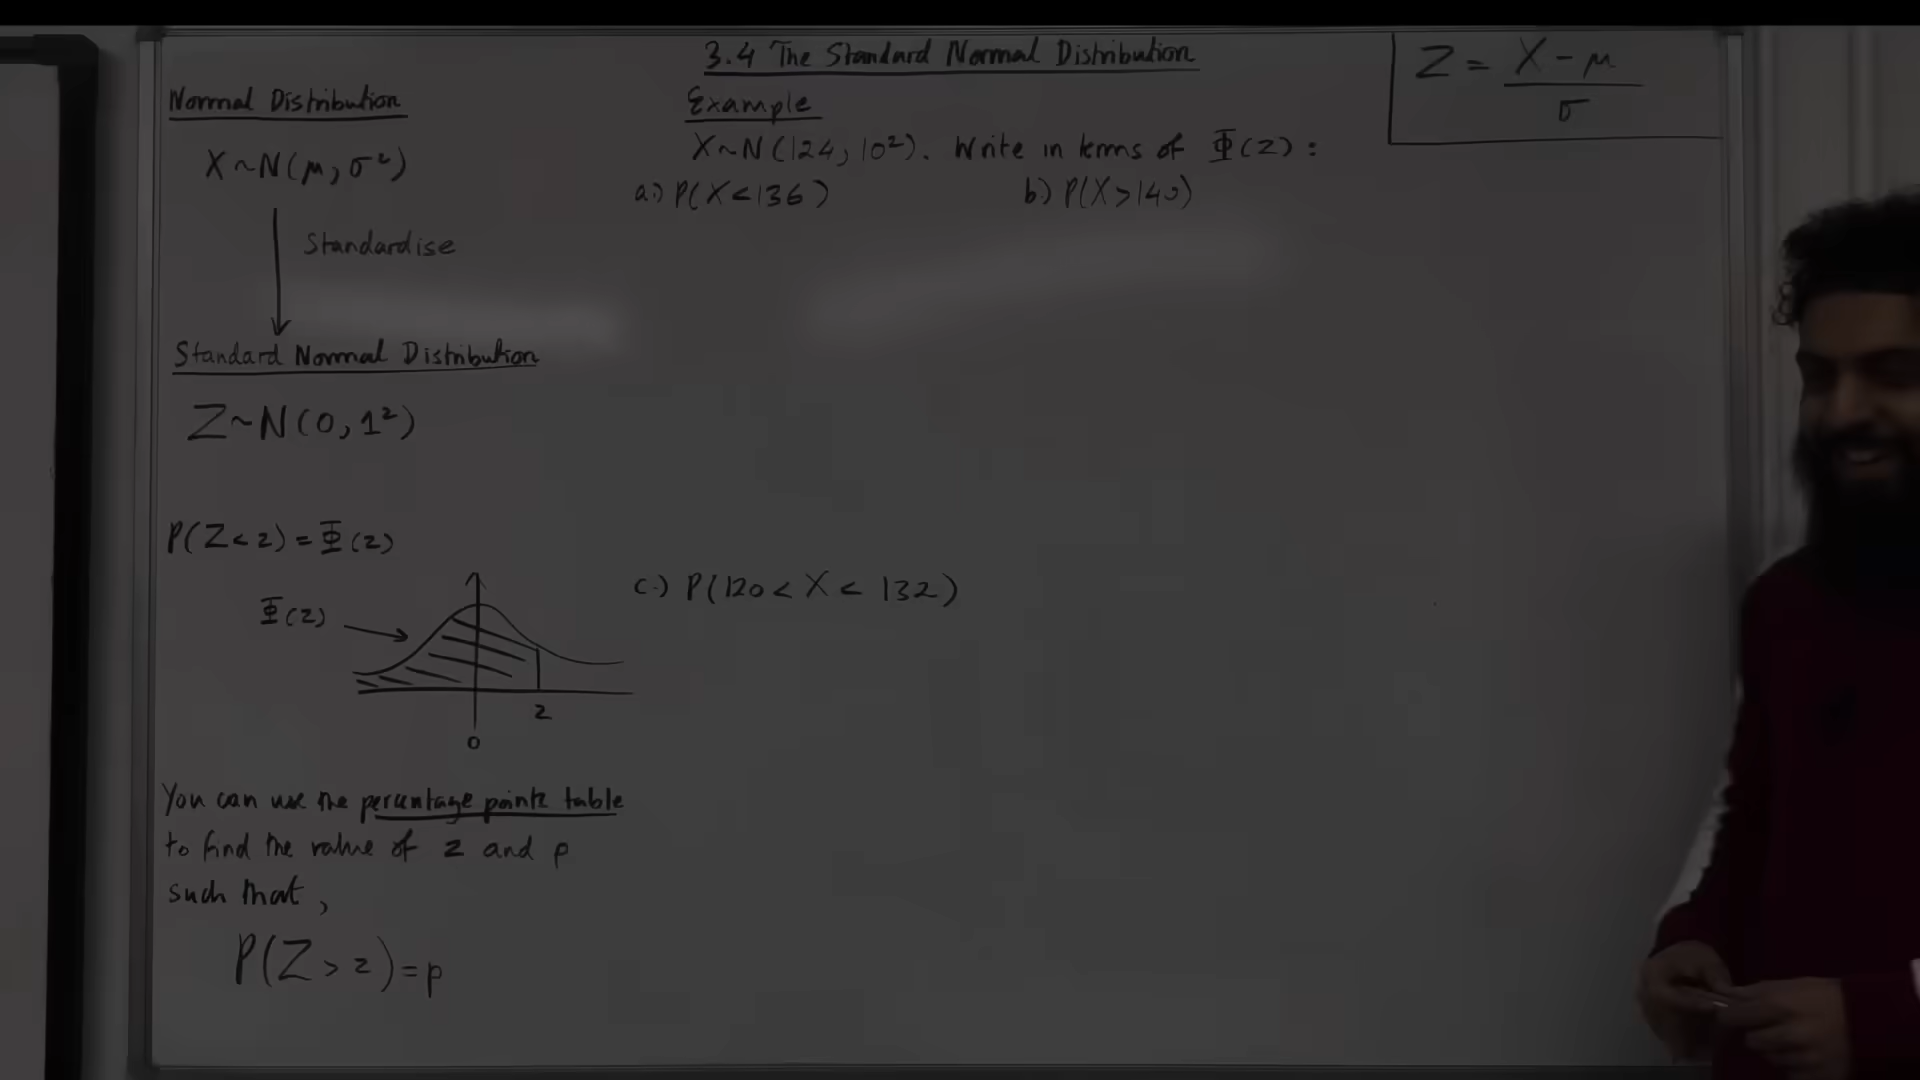 3.4 The Standard Normal Distribution
Z = X - μ / σ
Normal Distribution
X ~ N(μ, σ²)
Standardise
Standard Normal Distribution
Z ~ N(0, 1²)
P(Z < z) = Φ(z)
Φ(z)
z
0
You can use the percentage points table
to find the value of z and p
such that,
P(Z > z) = p
Example
X ~ N(124, 10²). Write in terms of Φ(z) :
a.) P(X < 136)
b.) P(X > 140)
c.) P(120 < X < 132)